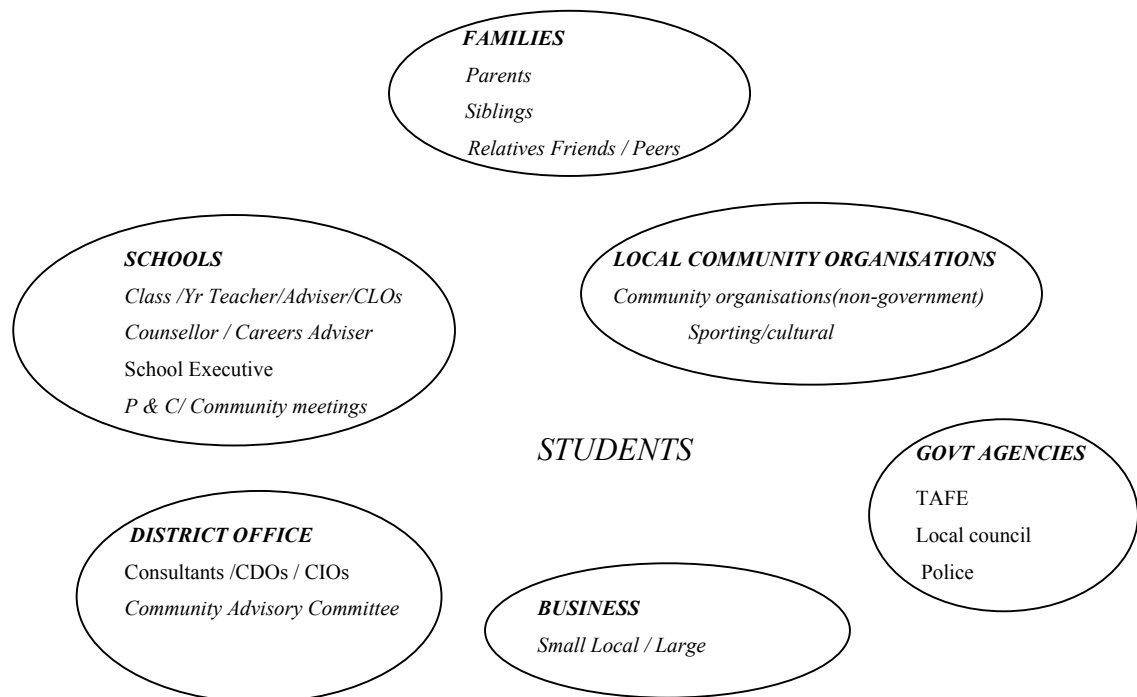 FAMILIES
Parents
Siblings
Relatives Friends / Peers
SCHOOLS
Class /Yr Teacher/Adviser/CLOs
Counsellor / Careers Adviser
School Executive
P & C/ Community meetings
LOCAL COMMUNITY ORGANISATIONS
Community organisations(non-government)
Sporting/cultural
STUDENTS
GOVT AGENCIES
TAFE
Local council
Police
DISTRICT OFFICE
Consultants /CDOs / CIOs
Community Advisory Committee
BUSINESS
Small Local / Large